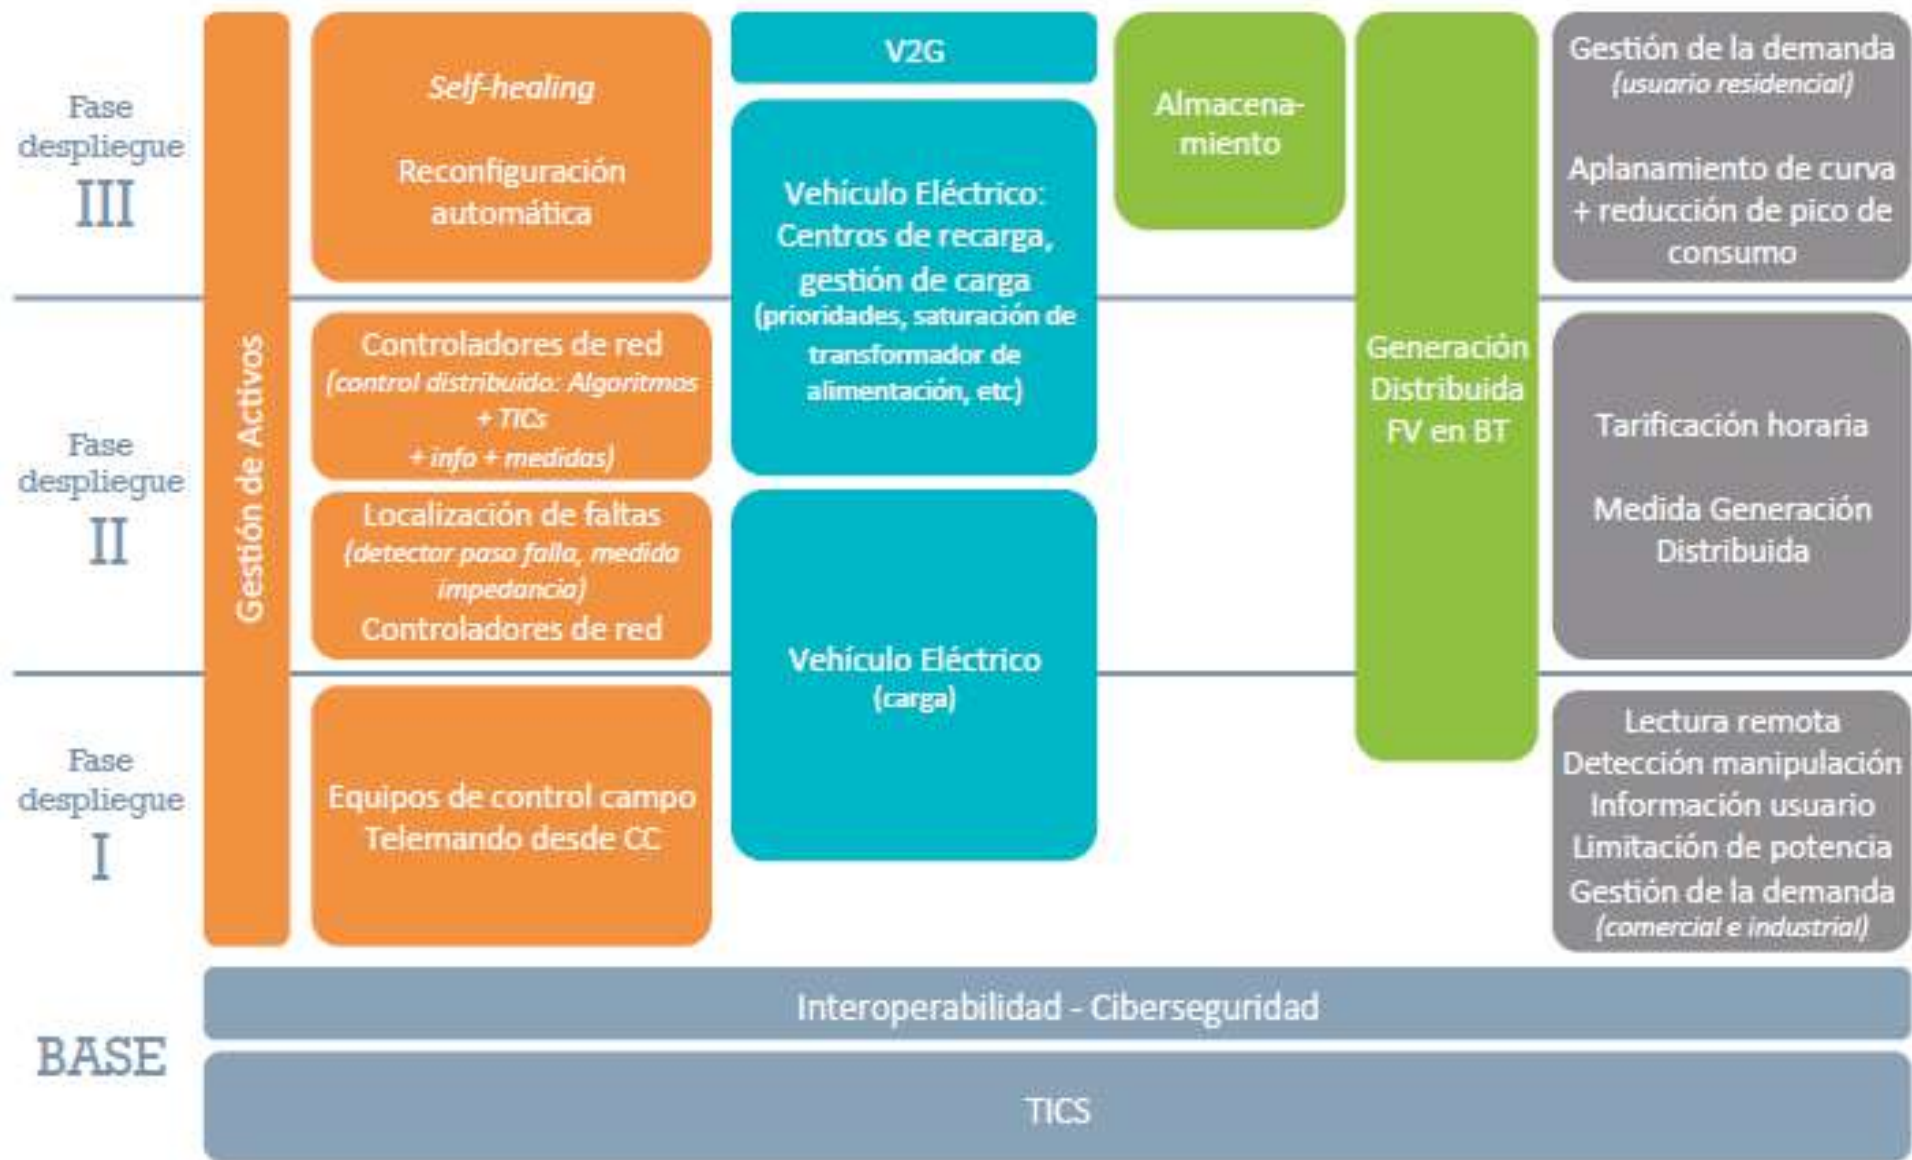 Fase
despliegue
III
Fase
despliegue
II
Fase
despliegue
I
BASE
Gestión de Activos
Self-healing
Reconfiguración
automática
Controladores de red
(control distribuido: Algoritmos
+ TICs
+ info + medidas)
Localización de faltas
(detector paso falla, medida
impedancia)
Controladores de red
Equipos de control campo
Telemando desde CC
V2G
Vehículo Eléctrico:
Centros de recarga,
gestión de carga
(prioridades, saturación de
transformador de
alimentación, etc)
Vehículo Eléctrico
(carga)
Almacena-
miento
Generación
Distribuida
FV en BT
Gestión de la demanda
(usuario residencial)
Aplanamiento de curva
+ reducción de pico de
consumo
Tarificación horaria
Medida Generación
Distribuida
Lectura remota
Detección manipulación
Información usuario
Limitación de potencia
Gestión de la demanda
(comercial e industrial)
Interoperabilidad - Ciberseguridad
TICS